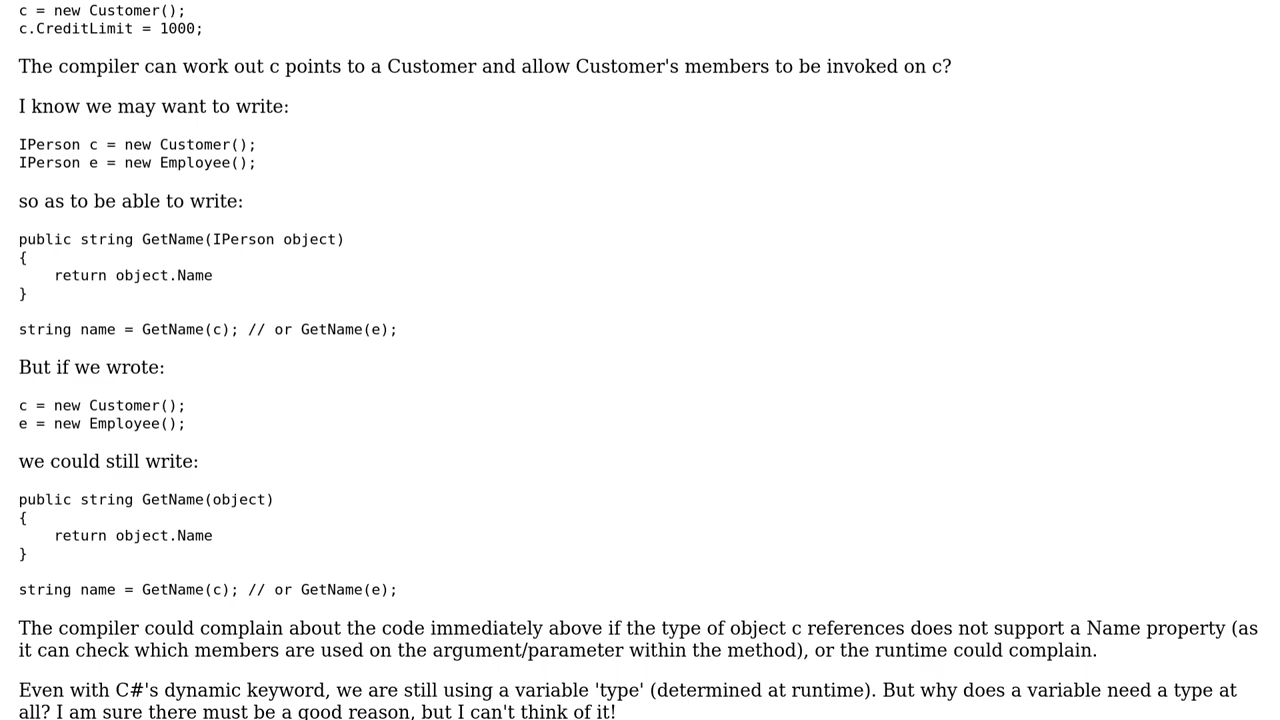 c = new Customer();
c.CreditLimit = 1000;
The compiler can work out c points to a Customer and allow Customer's members to be invoked on c?
I know we may want to write:
IPerson c = new Customer();
IPerson e = new Employee();
so as to be able to write:
public string GetName(IPerson object)
{
    return object.Name
}
string name = GetName(c); // or GetName(e);
But if we wrote:
c = new Customer();
e = new Employee();
we could still write:
public string GetName(object)
{
    return object.Name
}
string name = GetName(c); // or GetName(e);
The compiler could complain about the code immediately above if the type of object c references does not support a Name property (as
it can check which members are used on the argument/parameter within the method), or the runtime could complain.
Even with C#'s dynamic keyword, we are still using a variable 'type' (determined at runtime). But why does a variable need a type at
all? I am sure there must be a good reason, but I can't think of it!